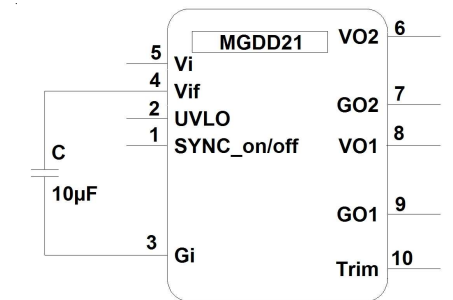 MGDD21
VO2 6
5 Vi
4 Vif
GO2 7
2 UVLO
1 SYNC_on/off
VO1 8
C
10µF
GO1 9
3 Gi
Trim 10